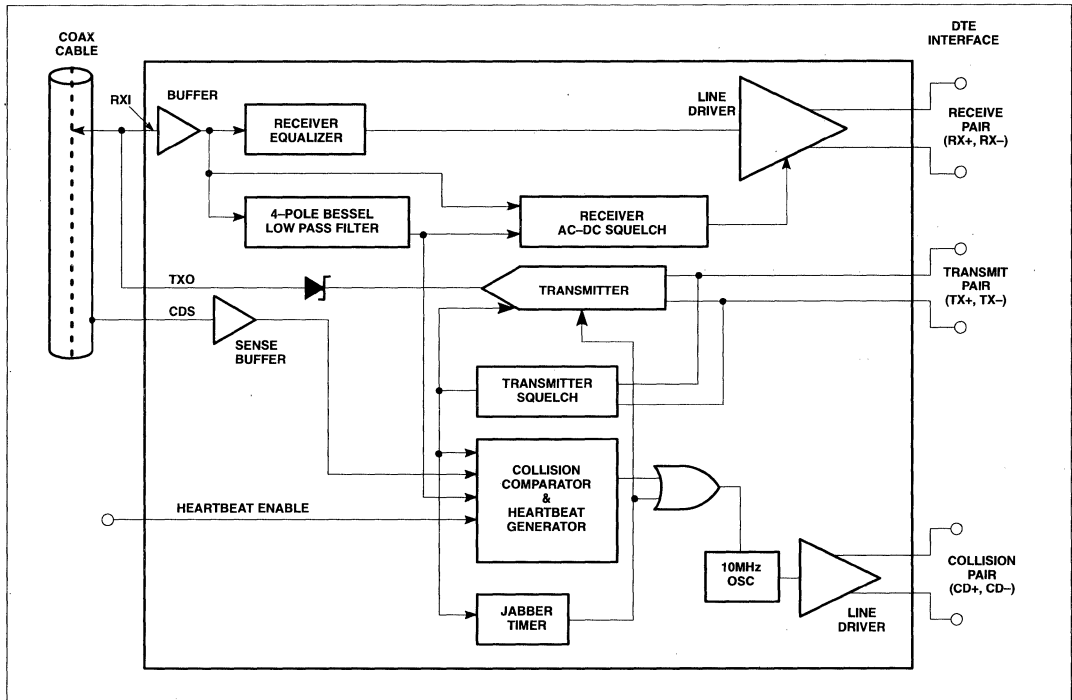 COAX
CABLE
DTE
INTERFACE
RXI
BUFFER
RECEIVER
EQUALIZER
LINE
DRIVER
RECEIVE
PAIR
(RX+, RX–)
4–POLE BESSEL
LOW PASS FILTER
RECEIVER
AC–DC SQUELCH
TXO
TRANSMITTER
TRANSMIT
PAIR
(TX+, TX–)
CDS
SENSE
BUFFER
TRANSMITTER
SQUELCH
COLLISION
COMPARATOR
&
HEARTBEAT
GENERATOR
HEARTBEAT ENABLE
10MHz
OSC
COLLISION
PAIR
(CD+, CD–)
LINE
DRIVER
JABBER
TIMER